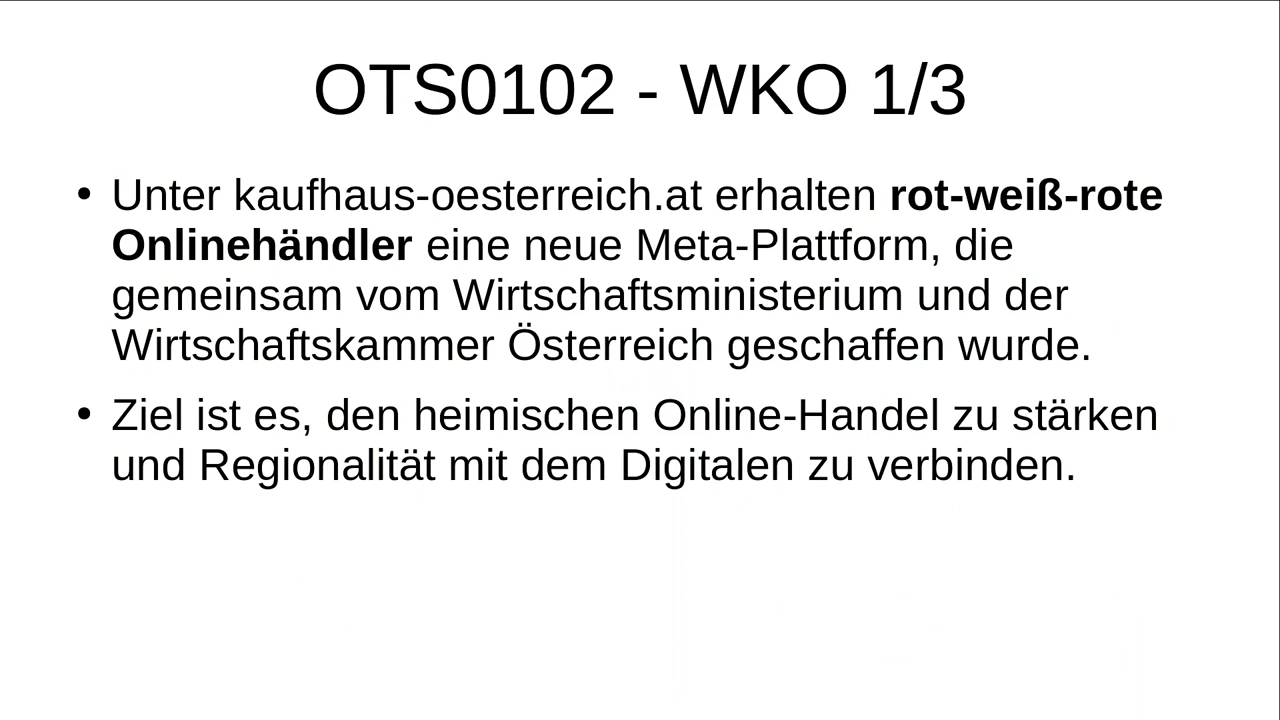 OTS0102 - WKO 1/3
• Unter kaufhaus-oesterreich.at erhalten rot-weiß-rote
Onlinehändler eine neue Meta-Plattform, die
gemeinsam vom Wirtschaftsministerium und der
Wirtschaftskammer Österreich geschaffen wurde.
• Ziel ist es, den heimischen Online-Handel zu stärken
und Regionalität mit dem Digitalen zu verbinden.